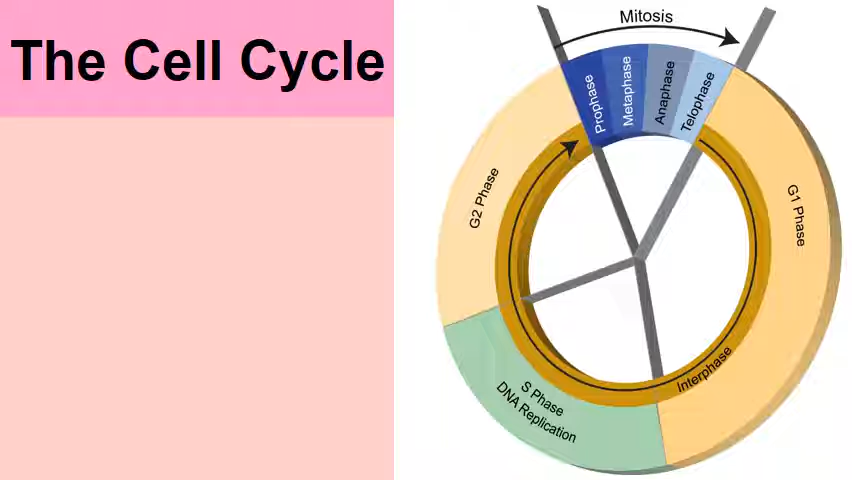 The Cell Cycle
Mitosis
Prophase
Metaphase
Anaphase
Telophase
G2 Phase
G1 Phase
Interphase
S Phase
DNA Replication